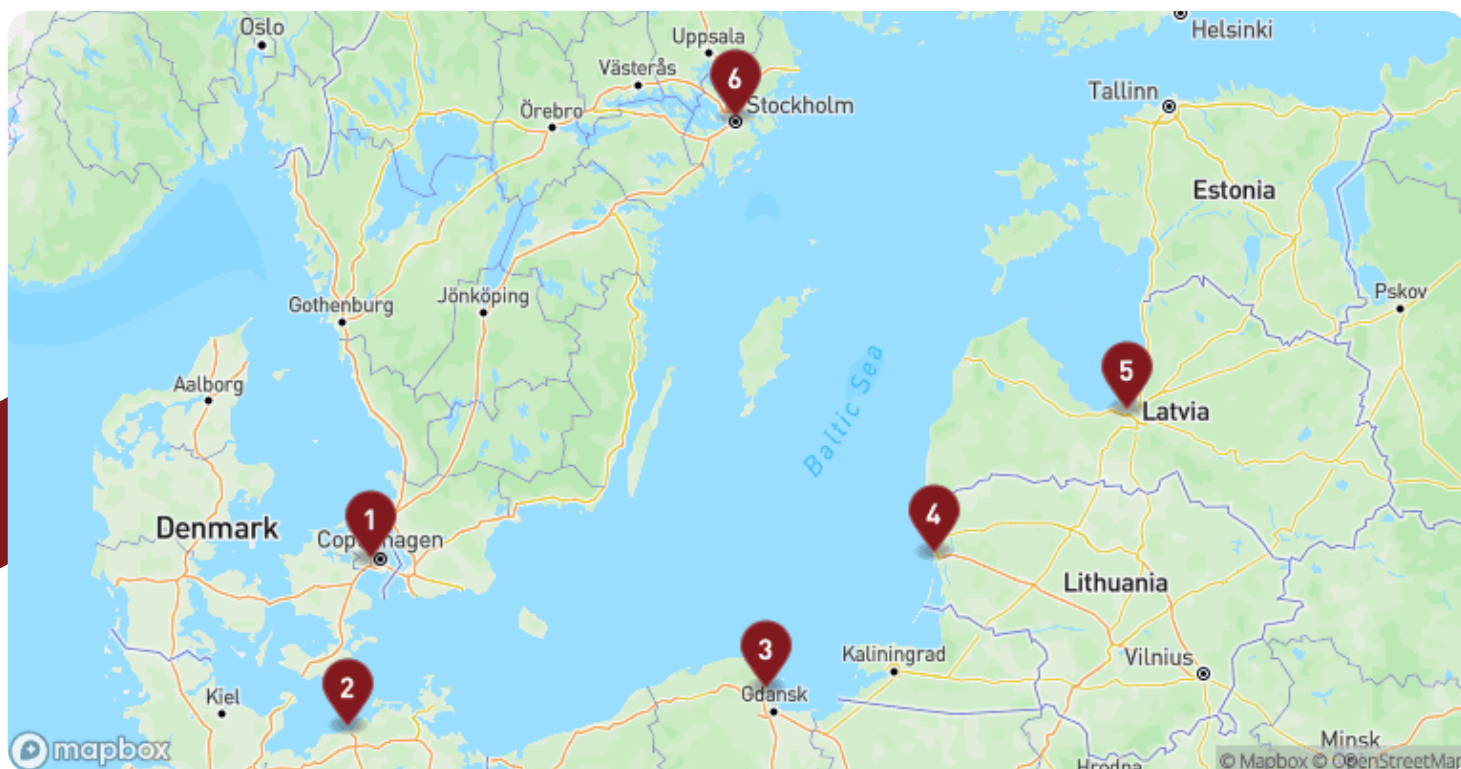 Oslo
Helsinki
Uppsala
Västerås
6
Stockholm
Örebro
Tallinn
Estonia
Gothenburg
Jönköping
Pskov
Aalborg
Baltic Sea
5
Latvia
Denmark
1
Copenhagen
4
Lithuania
3
Kaliningrad
Vilnius
2
Kiel
Gdansk
mapbox
Minsk
Hrodna
© Mapbox © OpenStreetMap